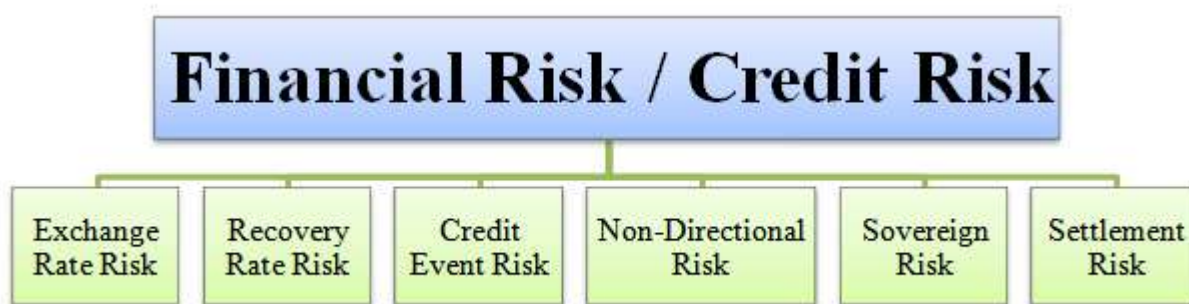 Financial Risk / Credit Risk
Exchange
Rate Risk
Recovery
Rate Risk
Credit
Event Risk
Non-Directional
Risk
Sovereign
Risk
Settlement
Risk